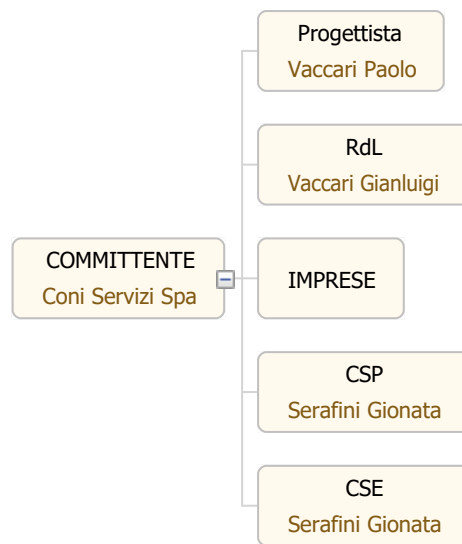 Progettista
Vaccari Paolo
RdL
Vaccari Gianluigi
COMMITTENTE
Coni Servizi Spa
IMPRESE
CSP
Serafini Gionata
CSE
Serafini Gionata